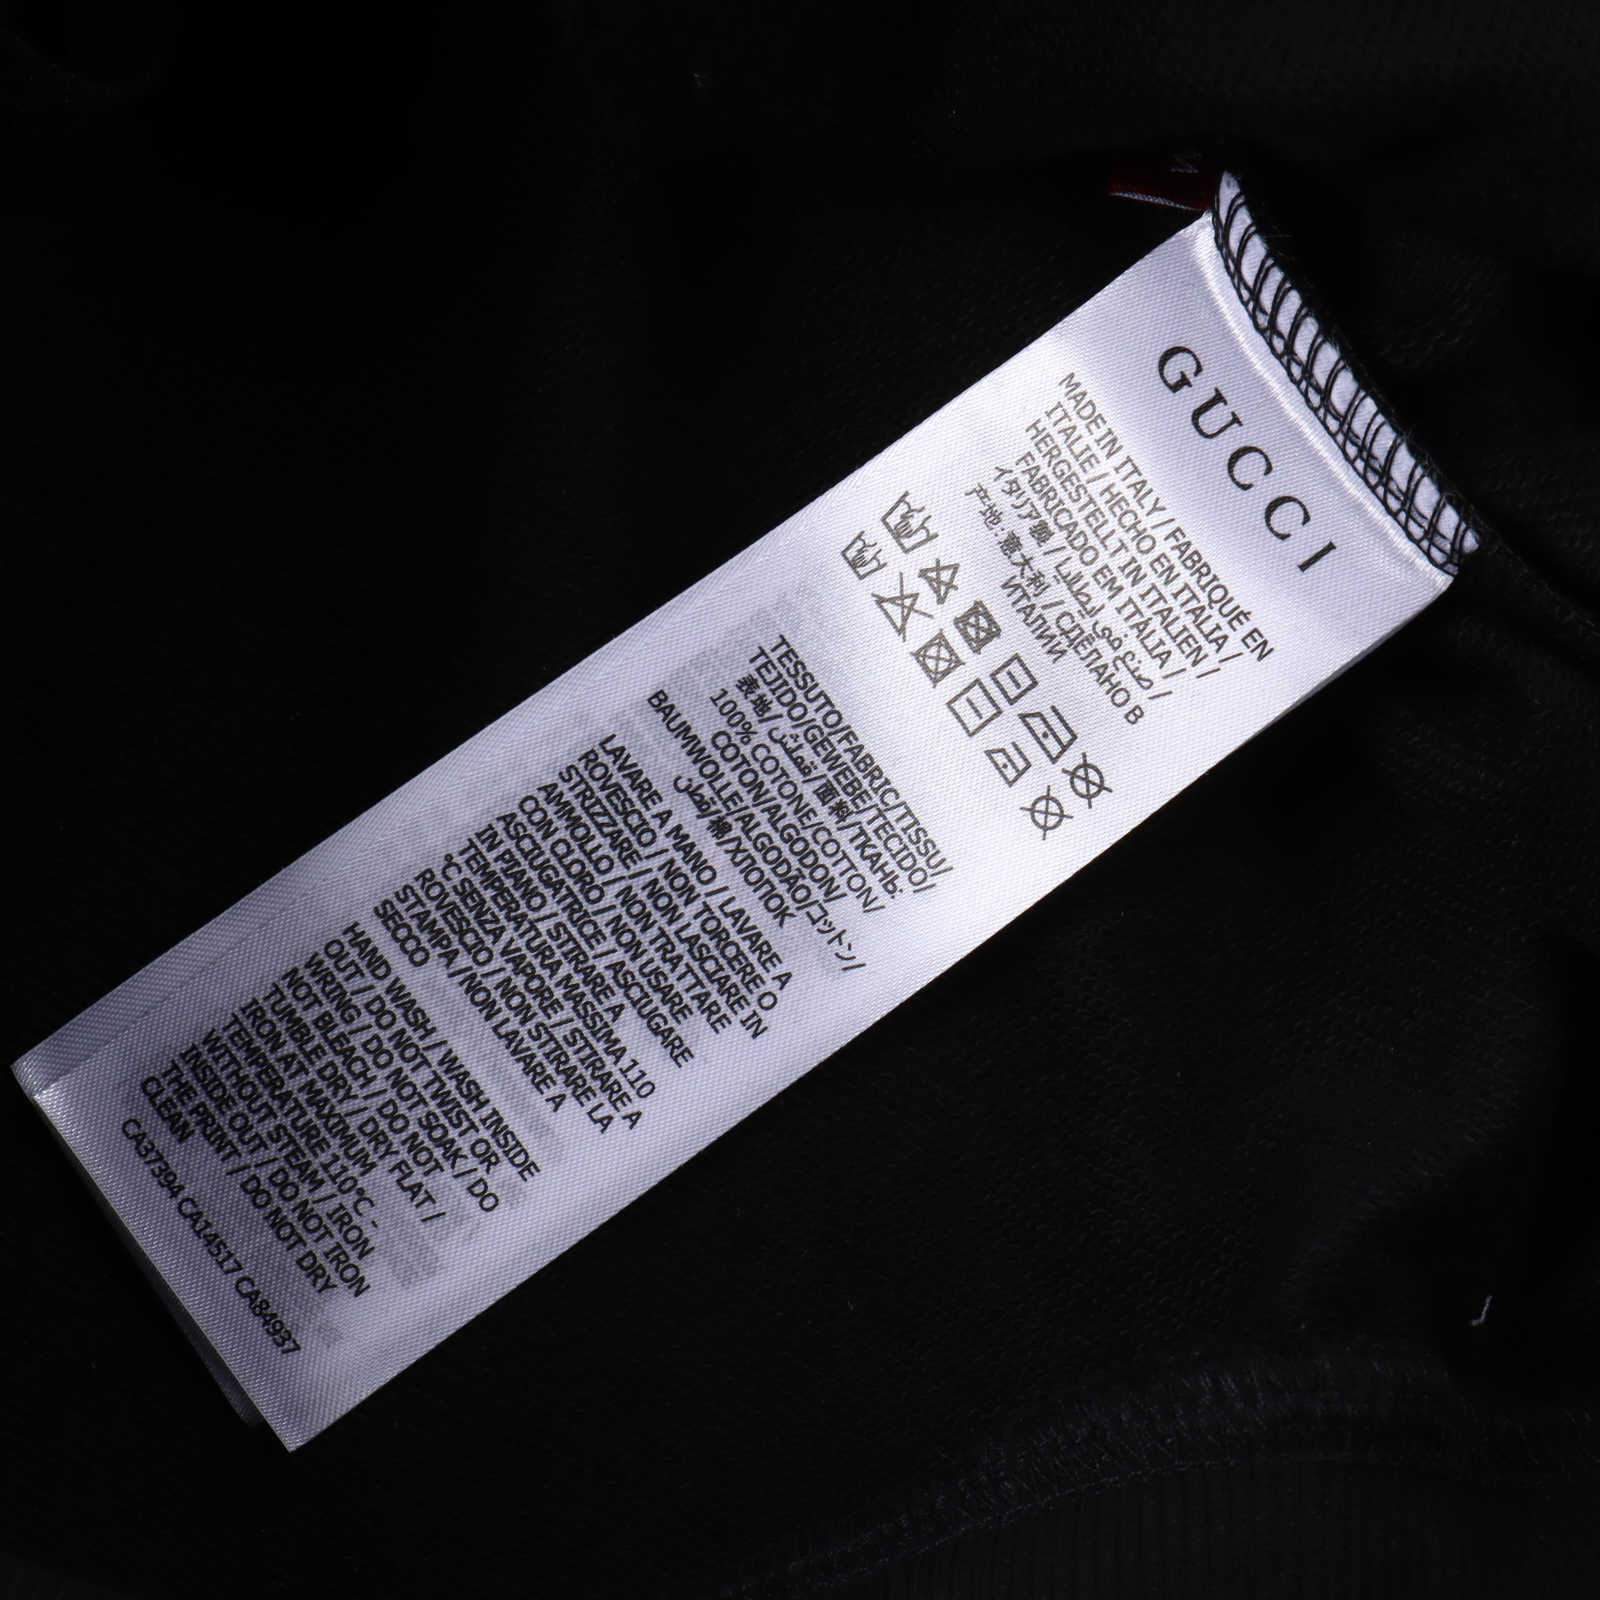 GUCCI
MADE IN ITALY / FABRIQUÉ EN
ITALIE / HECHO EN ITALIA /
HERGESTELLT IN ITALIEN /
FABRICADO EM ITÁLIA /
イタリア製 / صنع في إيطاليا /
产地:意大利 / СДЕЛАНО В
ИТАЛИИ
TESSUTO/FABRIC/TISSU/
TEJIDO/GEWEBE/TECIDO/
表地/قماش/面料/ТКАНЬ:
100% COTONE/COTTON/
COTON/ALGODON/
BAUMWOLLE/ALGODÃO/コットン/
قطن/棉/ХЛОПОК
LAVARE A MANO / LAVARE A
ROVESCIO / NON TORCERE O
STRIZZARE / NON LASCIARE IN
AMMOLLO / NON TRATTARE
CON CLORO / NON USARE
ASCIUGATRICE / ASCIUGARE
IN PIANO / STIRARE A
TEMPERATURA MASSIMA 110
°C SENZA VAPORE / STIRARE A
ROVESCIO / NON STIRARE LA
STAMPA /NON LAVARE A
SECCO
HAND WASH / WASH INSIDE
OUT / DO NOT TWIST OR
WRING / DO NOT SOAK / DO
NOT BLEACH / DO NOT
TUMBLE DRY / DRY FLAT /
IRON AT MAXIMUM
TEMPERATURE 110°C -
WITHOUT STEAM / IRON
INSIDE OUT / DO NOT IRON
THE PRINT / DO NOT DRY
CLEAN
CA37394 CA14517 CA84937